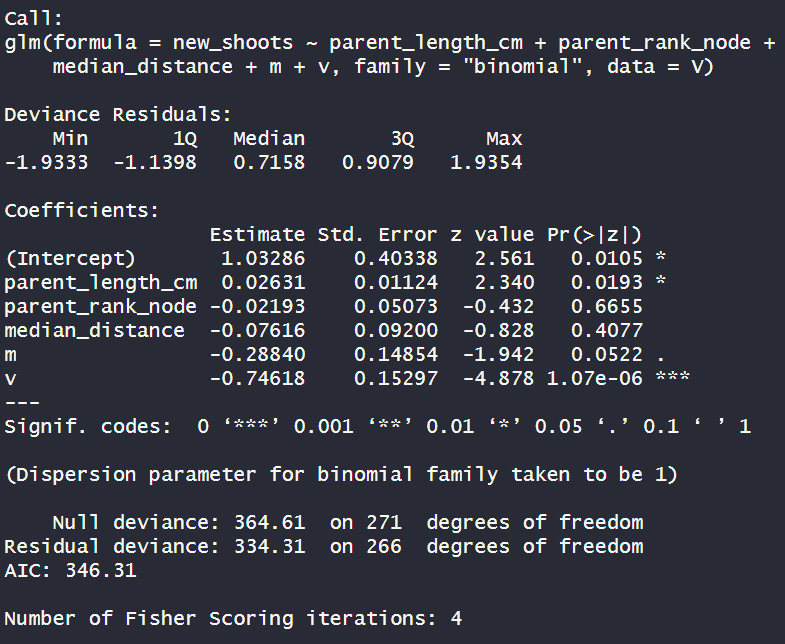 Call:
glm(formula = new_shoots ~ parent_length_cm + parent_rank_node +
    median_distance + m + v, family = "binomial", data = V)

Deviance Residuals:
    Min       1Q   Median       3Q      Max
-1.9333  -1.1398   0.7158   0.9079   1.9354

Coefficients:
                 Estimate Std. Error z value Pr(>|z|)
(Intercept)       1.03286    0.40338   2.561   0.0105 *
parent_length_cm  0.02631    0.01124   2.340   0.0193 *
parent_rank_node -0.02193    0.05073  -0.432   0.6655
median_distance  -0.07616    0.09200  -0.828   0.4077
m                -0.28840    0.14854  -1.942   0.0522 .
v                -0.74618    0.15297  -4.878 1.07e-06 ***
---
Signif. codes:  0 ‘***’ 0.001 ‘**’ 0.01 ‘*’ 0.05 ‘.’ 0.1 ‘ ’ 1

(Dispersion parameter for binomial family taken to be 1)

    Null deviance: 364.61  on 271  degrees of freedom
Residual deviance: 334.31  on 266  degrees of freedom
AIC: 346.31

Number of Fisher Scoring iterations: 4